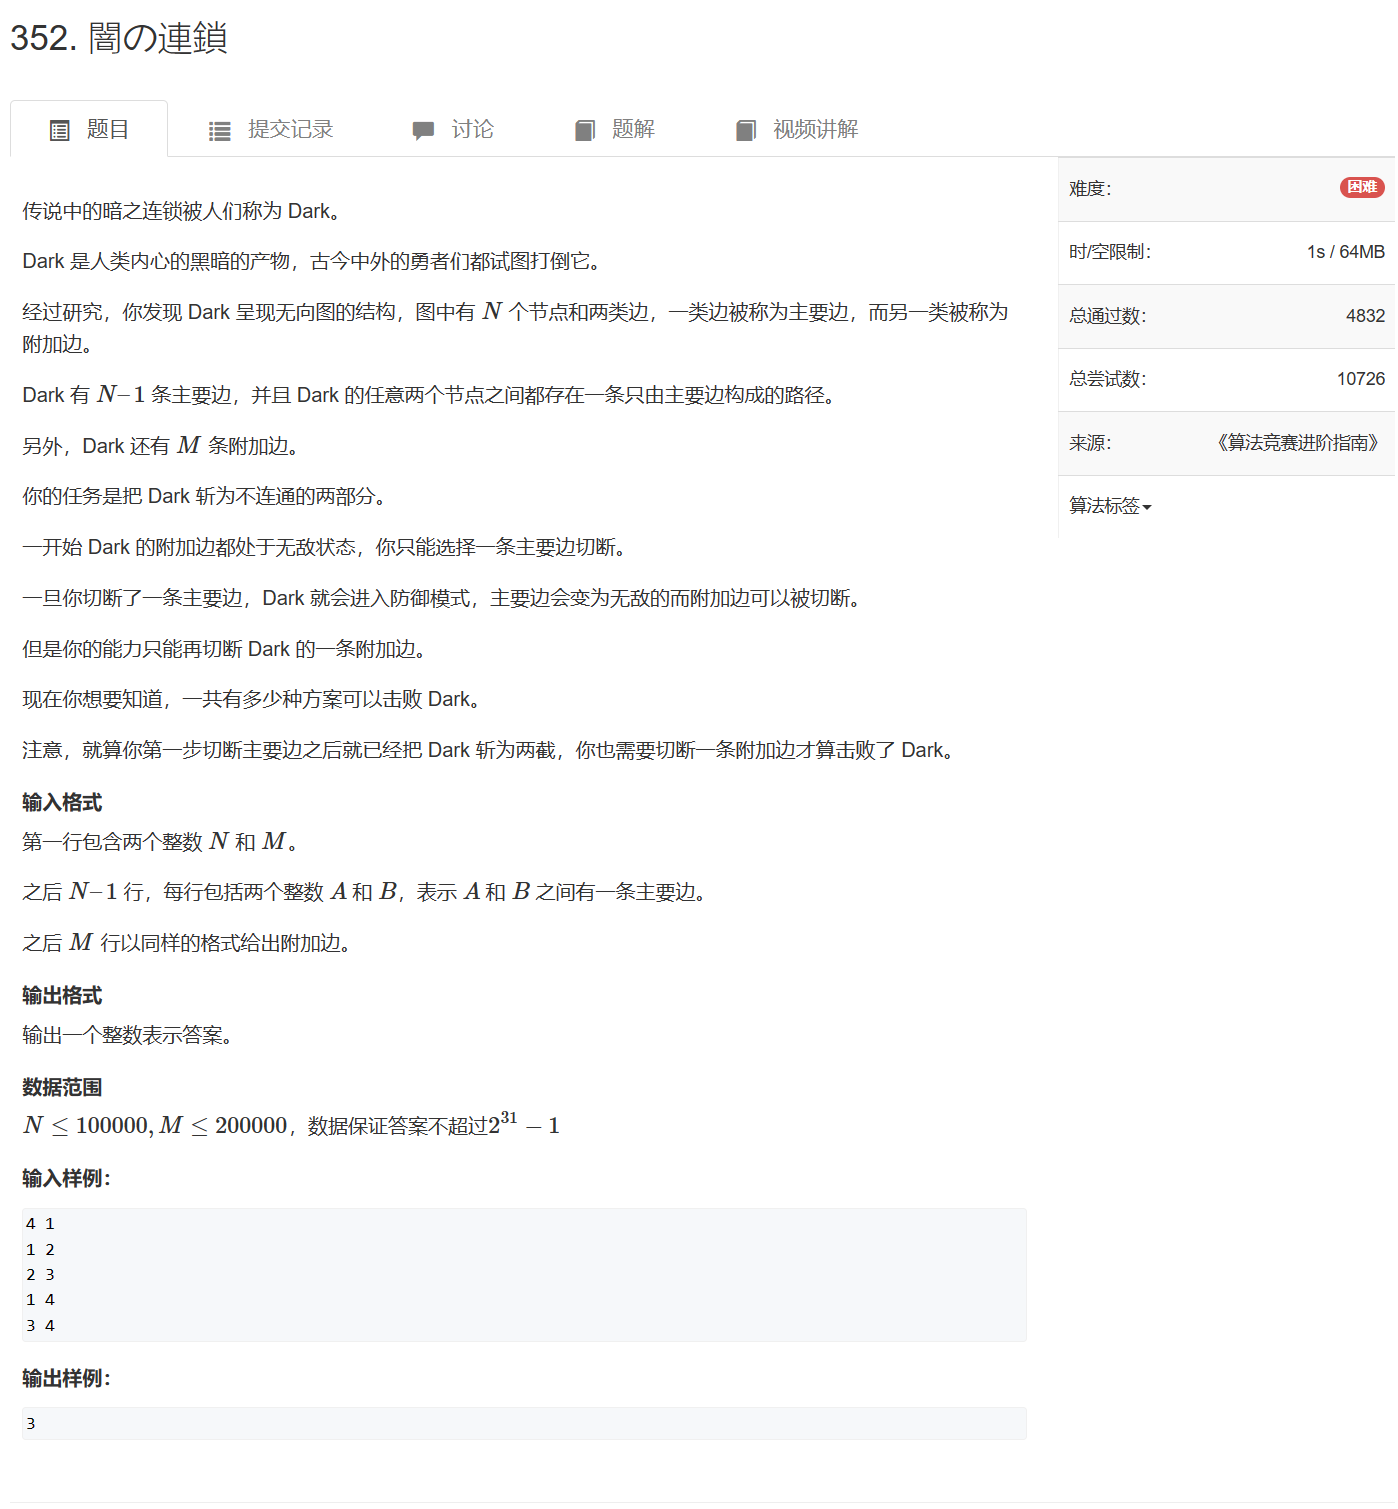 352. 闇の連鎖
题目
提交记录
讨论
题解
视频讲解
难度： 困难
时/空限制： 1s / 64MB
总通过数： 4832
总尝试数： 10726
来源： 《算法竞赛进阶指南》
算法标签
传说中的暗之连锁被人们称为 Dark。
Dark 是人类内心的黑暗的产物，古今中外的勇者们都试图打倒它。
经过研究，你发现 Dark 呈现无向图的结构，图中有 N 个节点和两类边，一类边被称为主要边，而另一类被称为
附加边。
Dark 有 N–1 条主要边，并且 Dark 的任意两个节点之间都存在一条只由主要边构成的路径。
另外，Dark 还有 M 条附加边。
你的任务是把 Dark 斩为不连通的两部分。
一开始 Dark 的附加边都处于无敌状态，你只能选择一条主要边切断。
一旦你切断了一条主要边，Dark 就会进入防御模式，主要边会变为无敌的而附加边可以被切断。
但是你的能力只能再切断 Dark 的一条附加边。
现在你想要知道，一共有多少种方案可以击败 Dark。
注意，就算你第一步切断主要边之后就已经把 Dark 斩为两截，你也需要切断一条附加边才算击败了 Dark。
输入格式
第一行包含两个整数 N 和 M。
之后 N–1 行，每行包括两个整数 A 和 B，表示 A 和 B 之间有一条主要边。
之后 M 行以同样的格式给出附加边。
输出格式
输出一个整数表示答案。
数据范围
N ≤ 100000, M ≤ 200000，数据保证答案不超过2^31 − 1
输入样例：
4 1
1 2
2 3
1 4
3 4
输出样例：
3